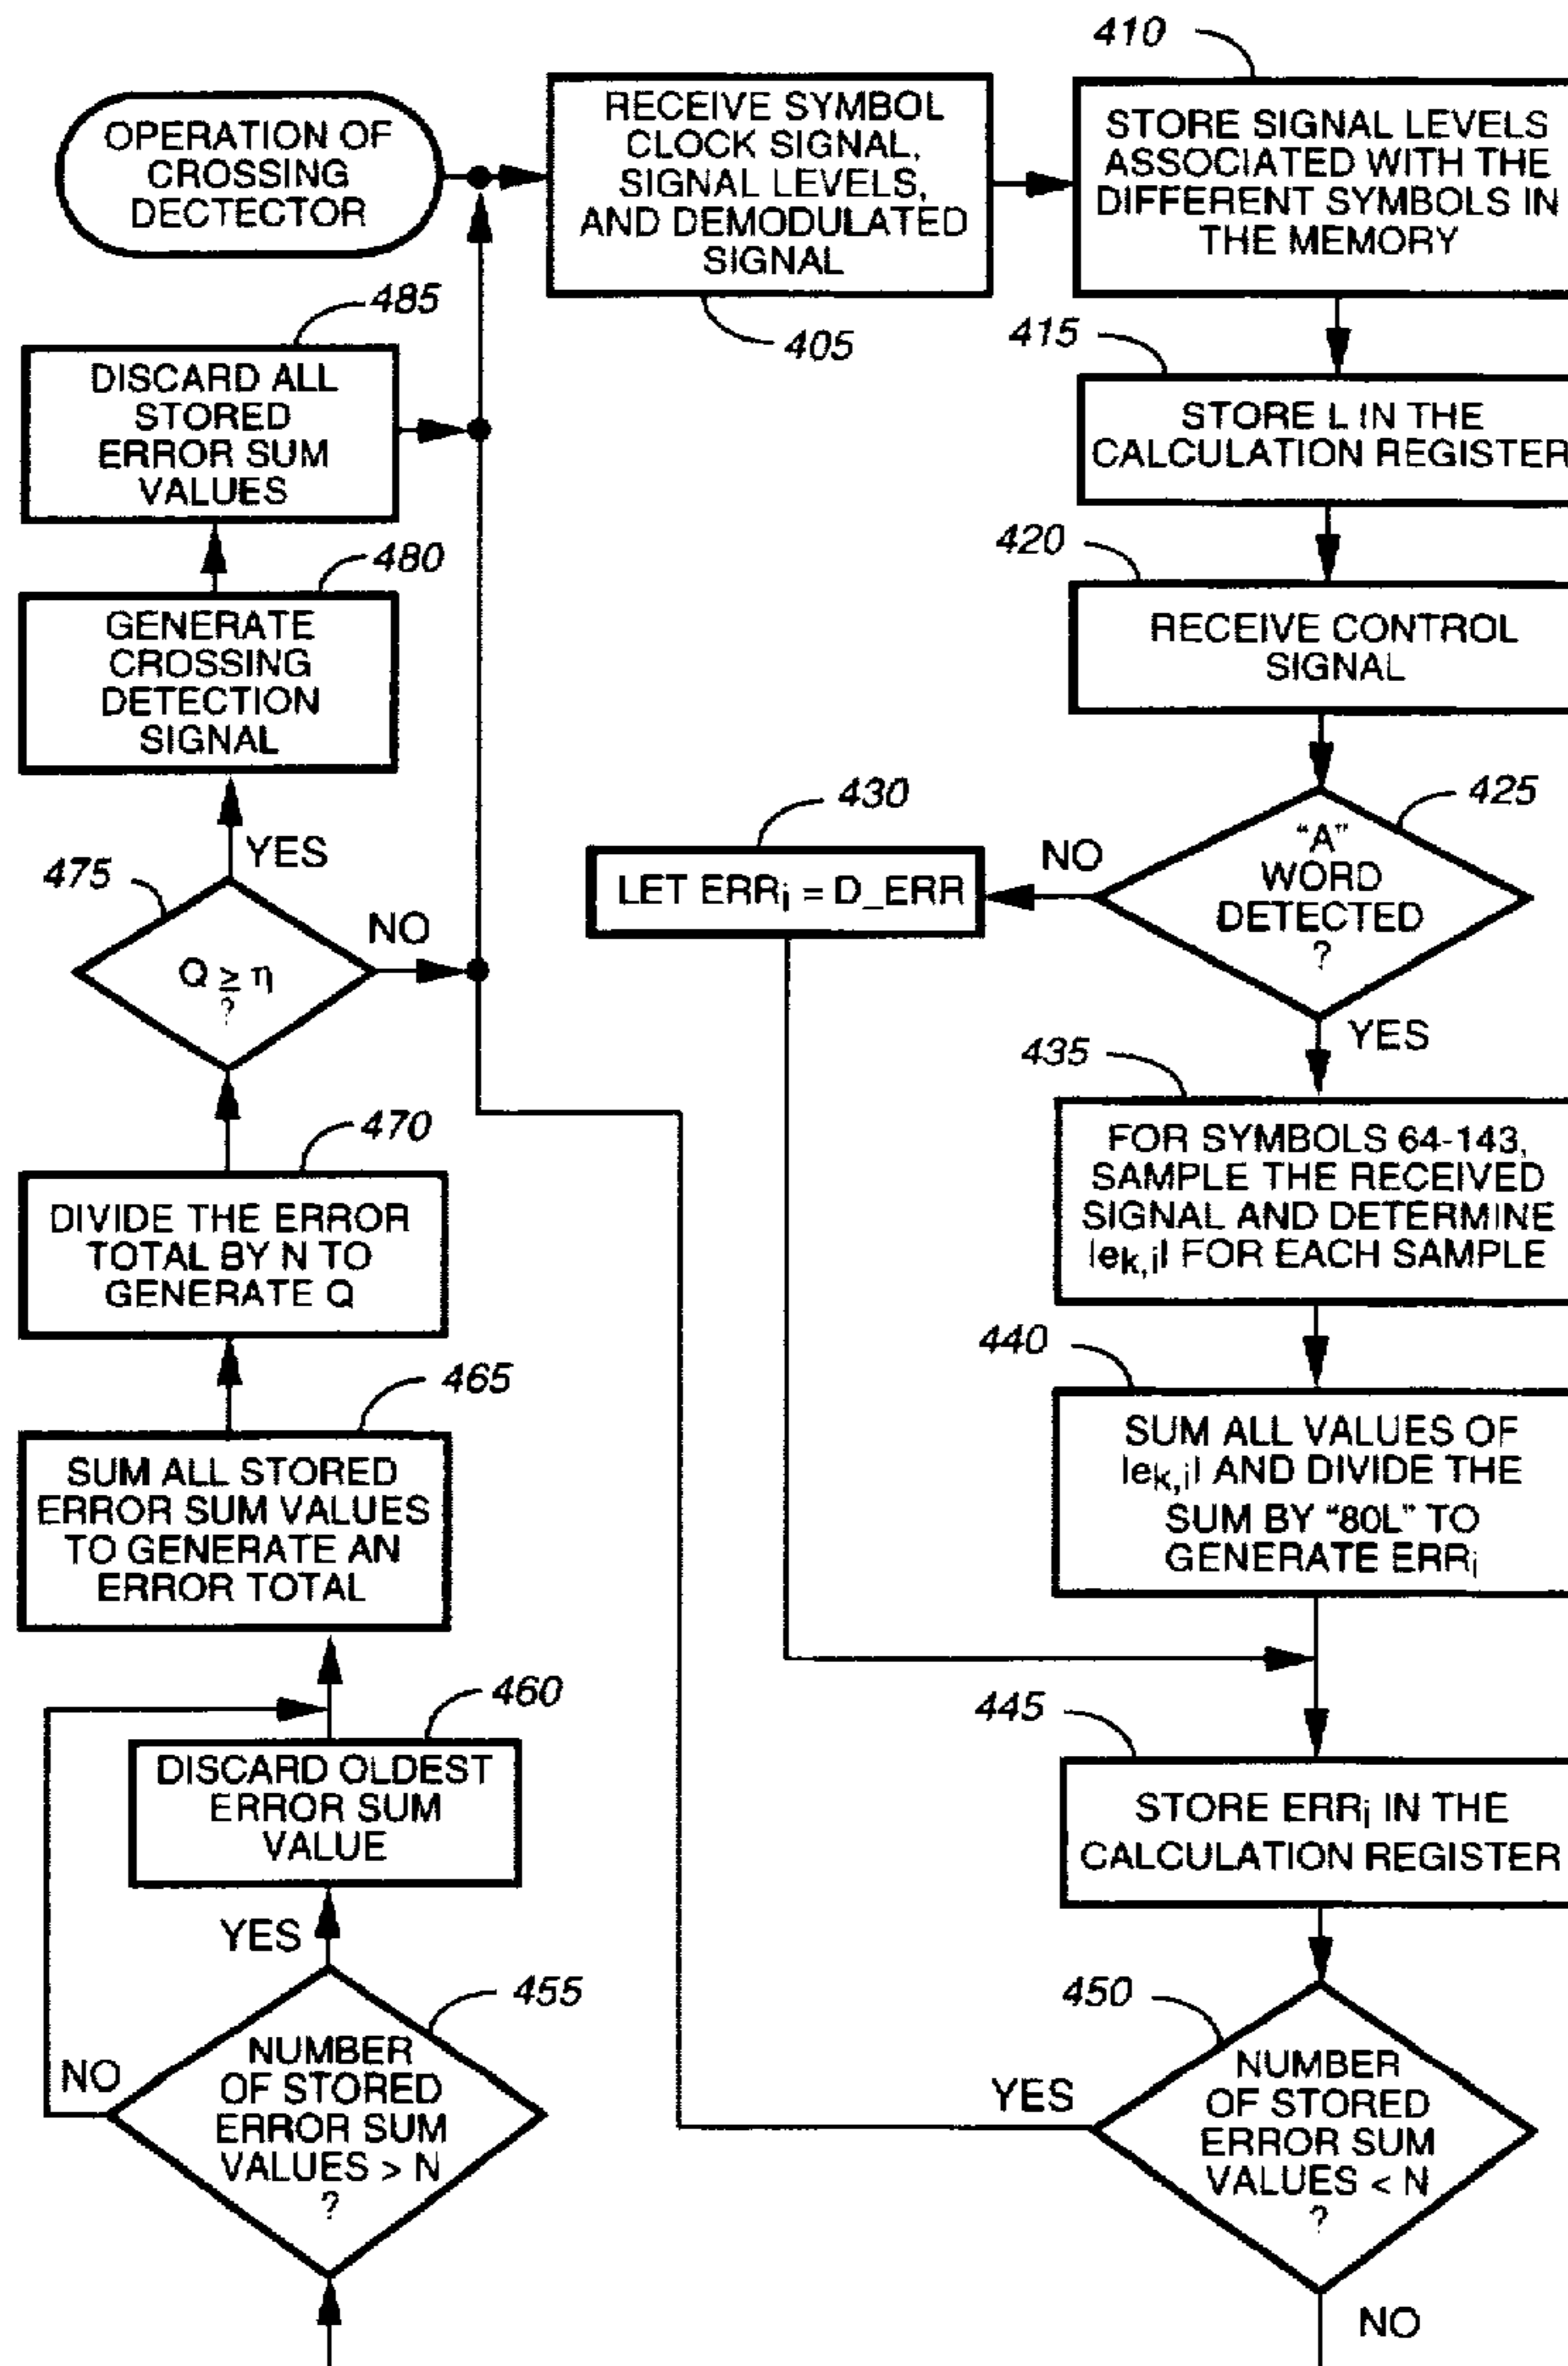 OPERATION OF
CROSSING
DECTECTOR
RECEIVE SYMBOL
CLOCK SIGNAL,
SIGNAL LEVELS,
AND DEMODULATED
SIGNAL
405
410
STORE SIGNAL LEVELS
ASSOCIATED WITH THE
DIFFERENT SYMBOLS IN
THE MEMORY
415
STORE L IN THE
CALCULATION REGISTER
420
RECEIVE CONTROL
SIGNAL
425
"A"
WORD
DETECTED
?
NO
430
LET ERRi = D_ERR
YES
435
FOR SYMBOLS 64-143,
SAMPLE THE RECEIVED
SIGNAL AND DETERMINE
|ek,i| FOR EACH SAMPLE
440
SUM ALL VALUES OF
|ek,i| AND DIVIDE THE
SUM BY "80L" TO
GENERATE ERRi
445
STORE ERRi IN THE
CALCULATION REGISTER
450
NUMBER
OF STORED
ERROR SUM
VALUES < N
?
YES
NO
455
NUMBER
OF STORED
ERROR SUM
VALUES > N
?
NO
YES
460
DISCARD OLDEST
ERROR SUM
VALUE
465
SUM ALL STORED
ERROR SUM VALUES
TO GENERATE AN
ERROR TOTAL
470
DIVIDE THE ERROR
TOTAL BY N TO
GENERATE Q
475
Q ≥ η
?
NO
YES
480
GENERATE
CROSSING
DETECTION
SIGNAL
485
DISCARD ALL
STORED
ERROR SUM
VALUES